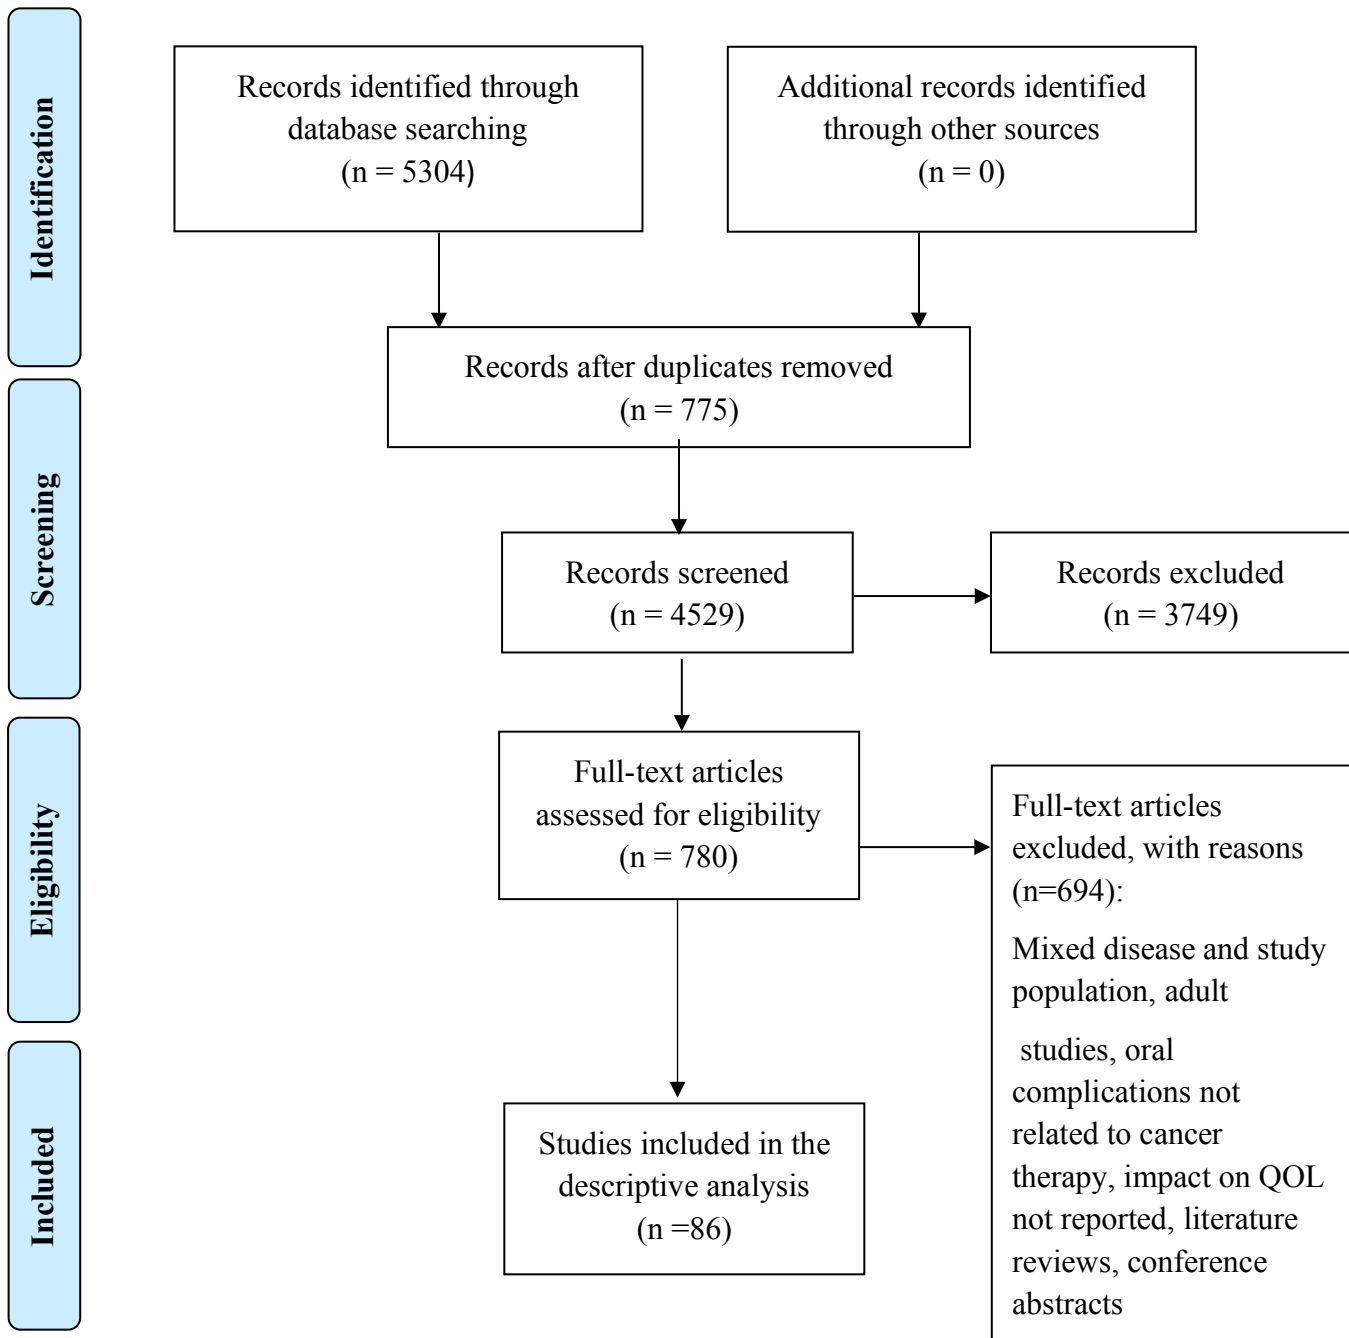 Identification
Records identified through
database searching
(n = 5304)
Additional records identified
through other sources
(n = 0)
Records after duplicates removed
(n = 775)
Screening
Records screened
(n = 4529)
Records excluded
(n = 3749)
Eligibility
Full-text articles
assessed for eligibility
(n = 780)
Full-text articles
excluded, with reasons
(n=694):
Mixed disease and study
population, adult
studies, oral
complications not
related to cancer
therapy, impact on QOL
not reported, literature
reviews, conference
abstracts
Included
Studies included in the
descriptive analysis
(n =86)